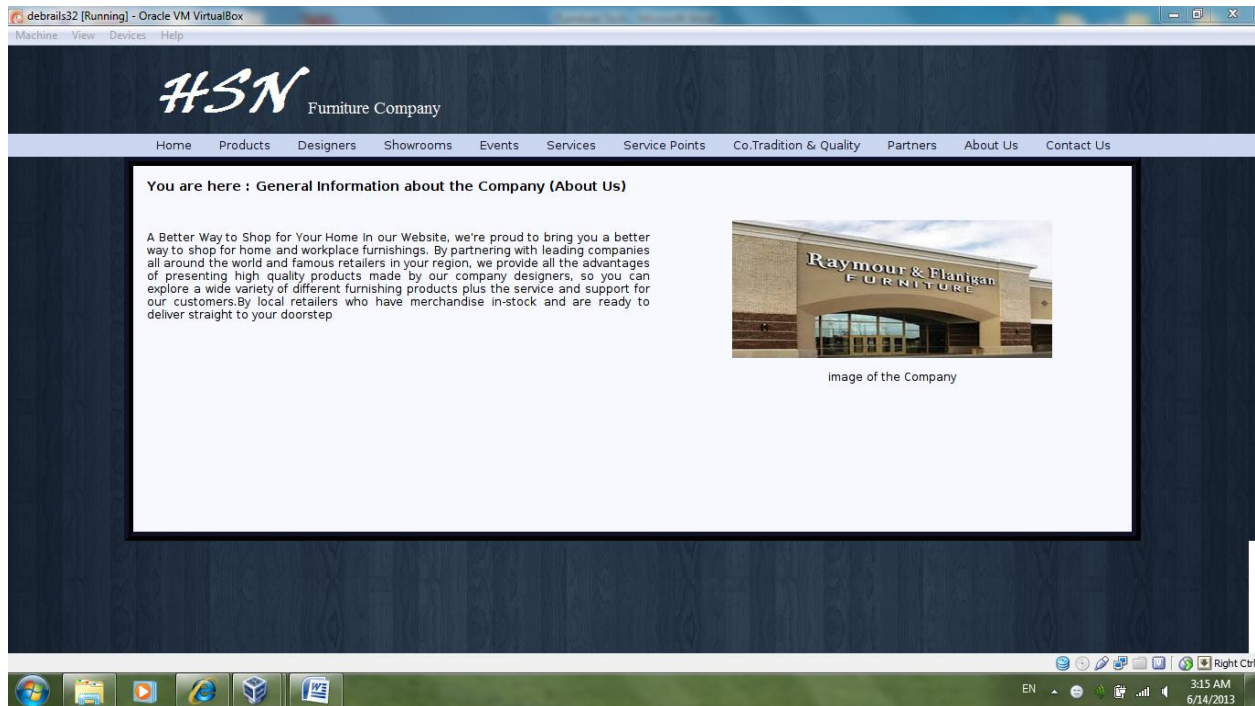 debrails32 [Running] - Oracle VM VirtualBox
Machine View Devices Help
HSN Furniture Company
Home Products Designers Showrooms Events Services Service Points Co.Tradition & Quality Partners About Us Contact Us
You are here : General Information about the Company (About Us)
A Better Way to Shop for Your Home In our Website, we're proud to bring you a better
way to shop for home and workplace furnishings. By partnering with leading companies
all around the world and famous retailers in your region, we provide all the advantages
of presenting high quality products made by our company designers, so you can
explore a wide variety of different furnishing products plus the service and support for
our customers.By local retailers who have merchandise in-stock and are ready to
deliver straight to your doorstep
Raymour & Flanigan
FURNITURE
image of the Company
Right Ctrl
EN
3:15 AM
6/14/2013